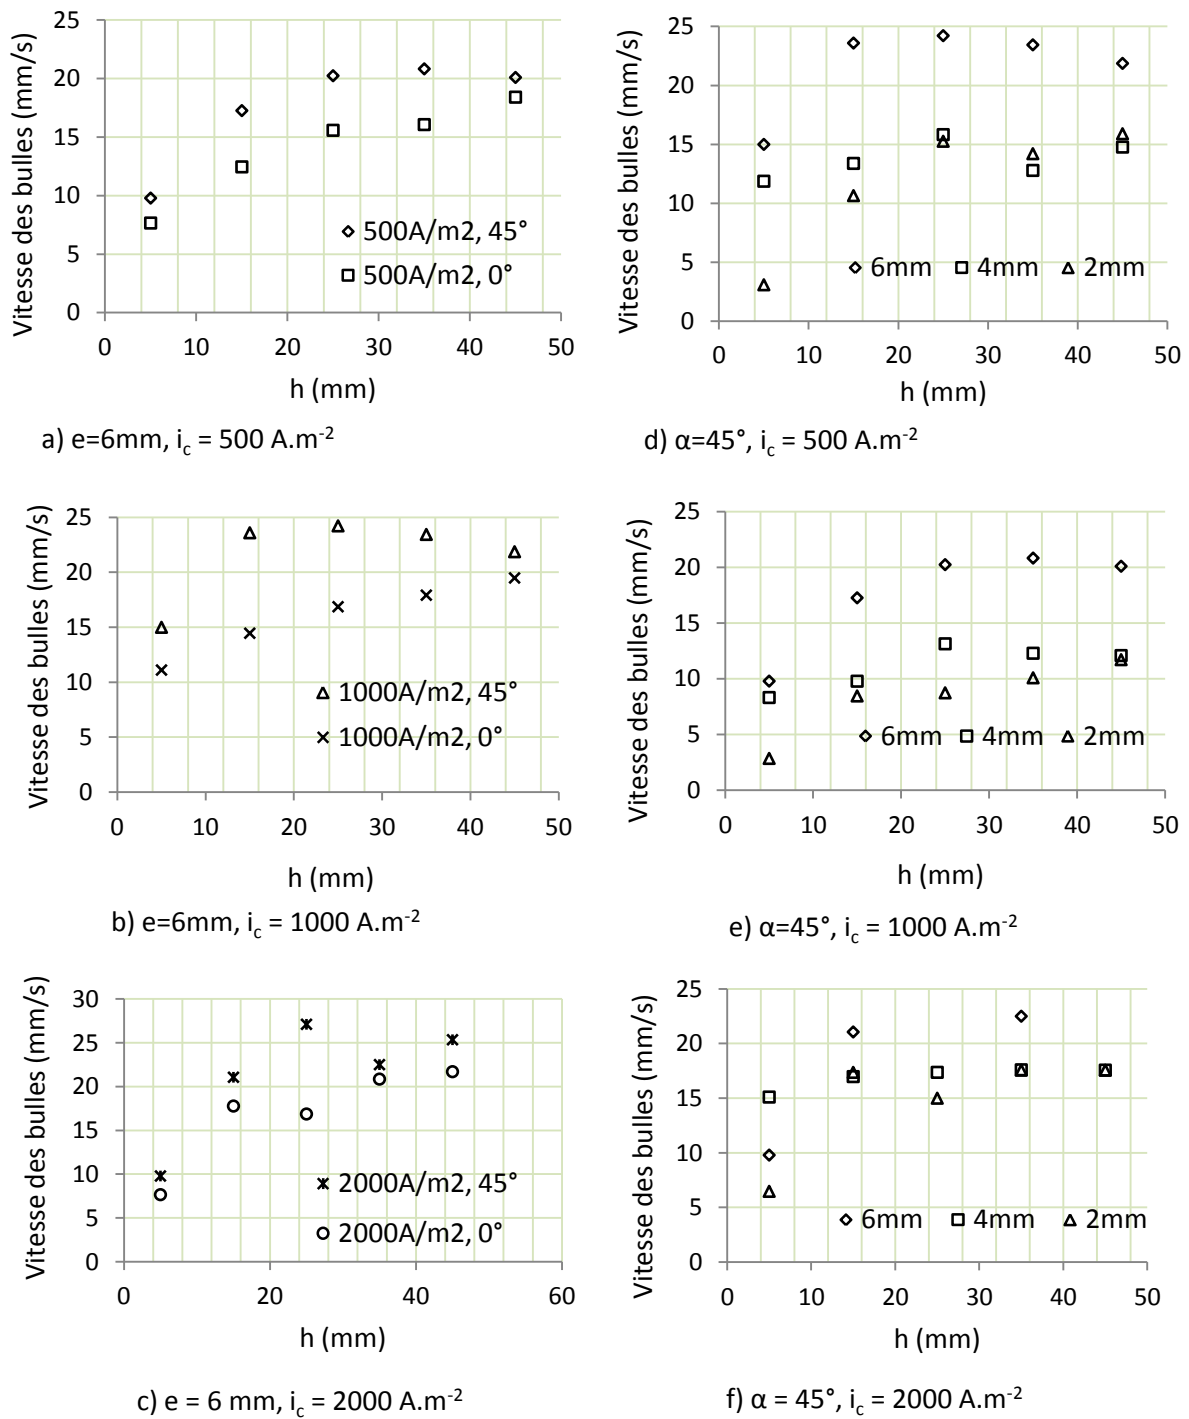 Vitesse des bulles (mm/s)
25
20
15
10
5
0
0 10 20 30 40 50
h (mm)
500A/m2, 45°
500A/m2, 0°
a) e=6mm, ic = 500 A.m-2
Vitesse des bulles (mm/s)
25
20
15
10
5
0
0 10 20 30 40 50
h (mm)
6mm 4mm 2mm
d) α=45°, ic = 500 A.m-2
Vitesse des bulles (mm/s)
25
20
15
10
5
0
0 10 20 30 40 50
h (mm)
1000A/m2, 45°
1000A/m2, 0°
b) e=6mm, ic = 1000 A.m-2
Vitesse des bulles (mm/s)
25
20
15
10
5
0
0 10 20 30 40 50
h (mm)
6mm 4mm 2mm
e) α=45°, ic = 1000 A.m-2
Vitesse des bulles (mm/s)
30
25
20
15
10
5
0
0 20 40 60
h (mm)
2000A/m2, 45°
2000A/m2, 0°
c) e = 6 mm, ic = 2000 A.m-2
Vitesse des bulles (mm/s)
25
20
15
10
5
0
0 10 20 30 40 50
h (mm)
6mm 4mm 2mm
f) α = 45°, ic = 2000 A.m-2